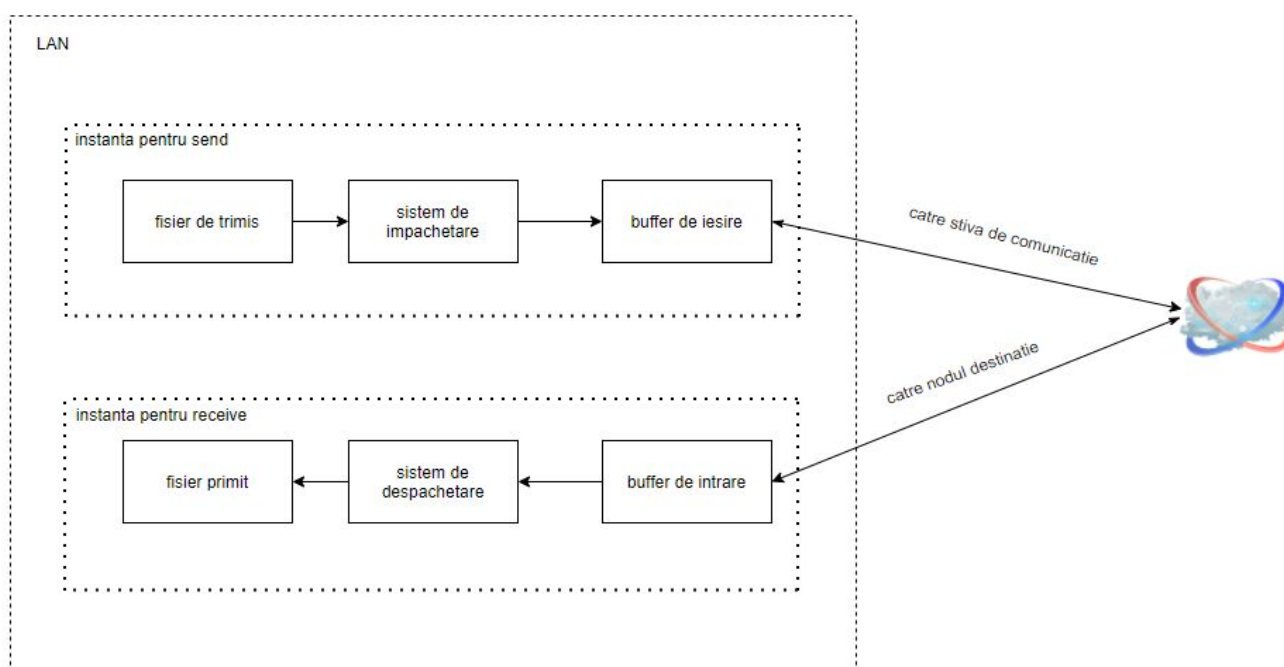 LAN
instanta pentru send
fisier de trimis
sistem de
impachetare
buffer de iesire
catre stiva de comunicatie
catre nodul destinatie
instanta pentru receive
fisier primit
sistem de
despachetare
buffer de intrare